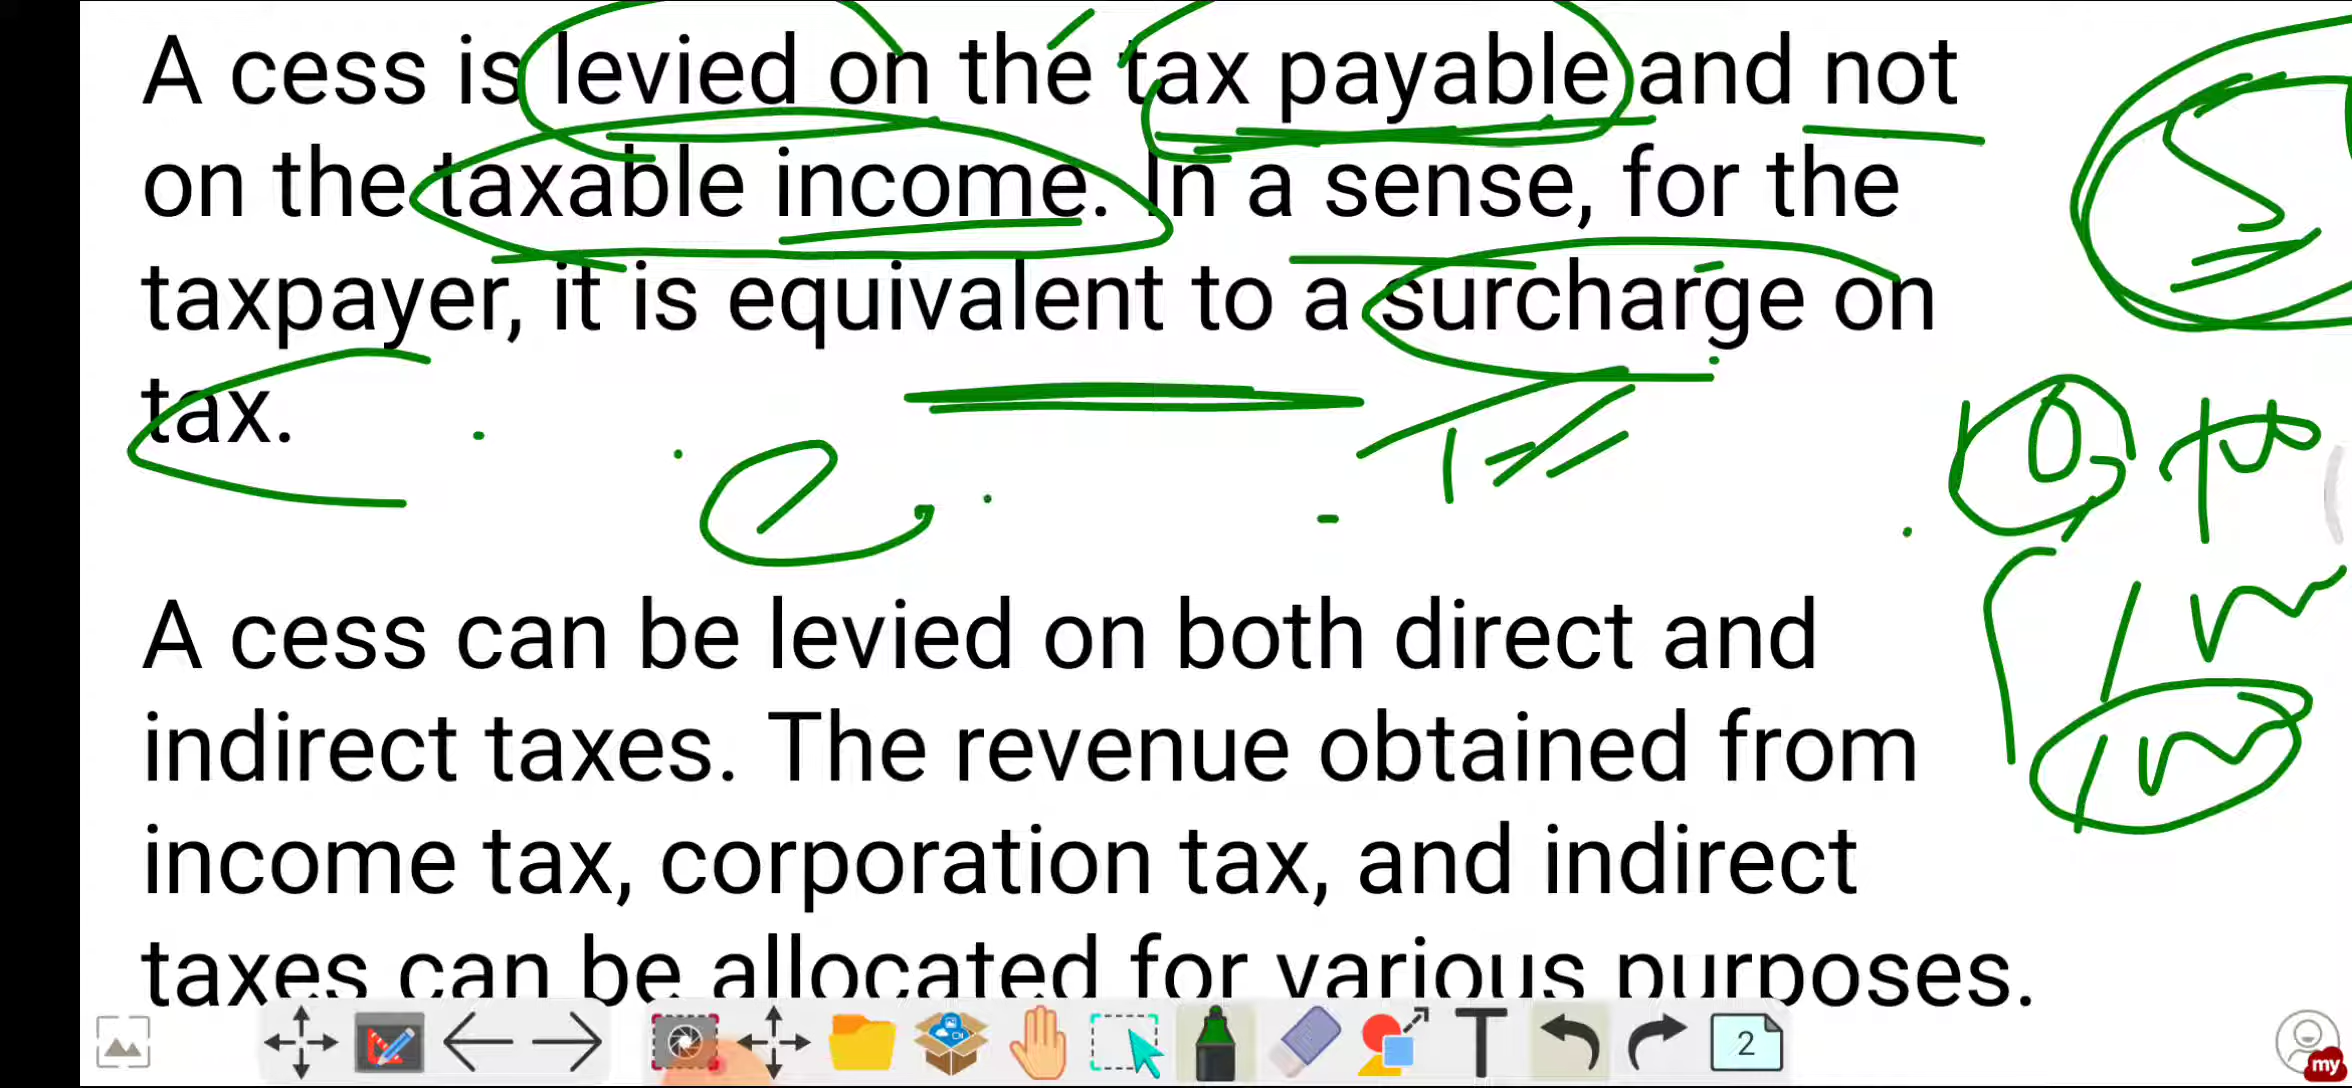 A cess is levied on the tax payable and not
on the taxable income. In a sense, for the
taxpayer, it is equivalent to a surcharge on
tax.
A cess can be levied on both direct and
indirect taxes. The revenue obtained from
income tax, corporation tax, and indirect
taxes can be allocated for various purposes.
T
2
my